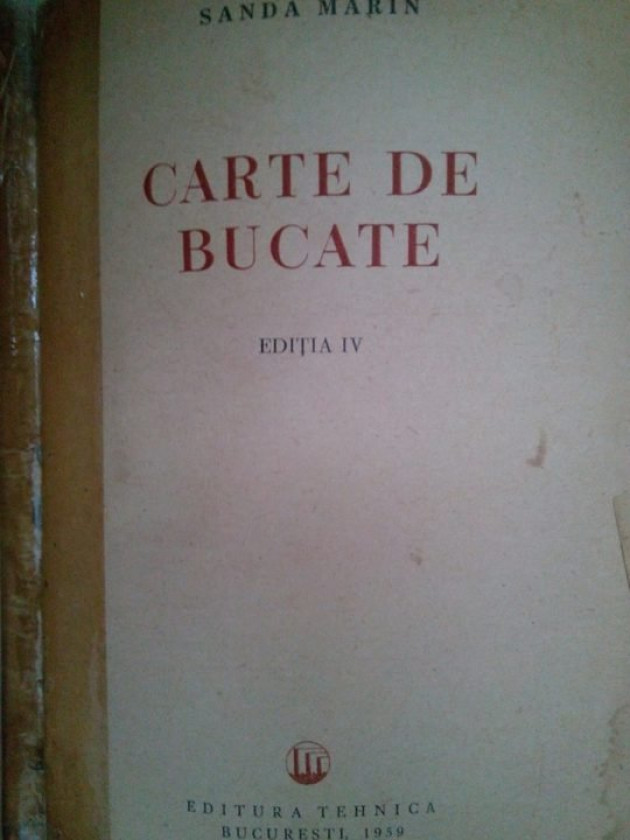 SANDA MARIN
CARTE DE
BUCATE
EDIȚIA IV
EDITURA TEHNICA
BUCUREȘTI, 1959